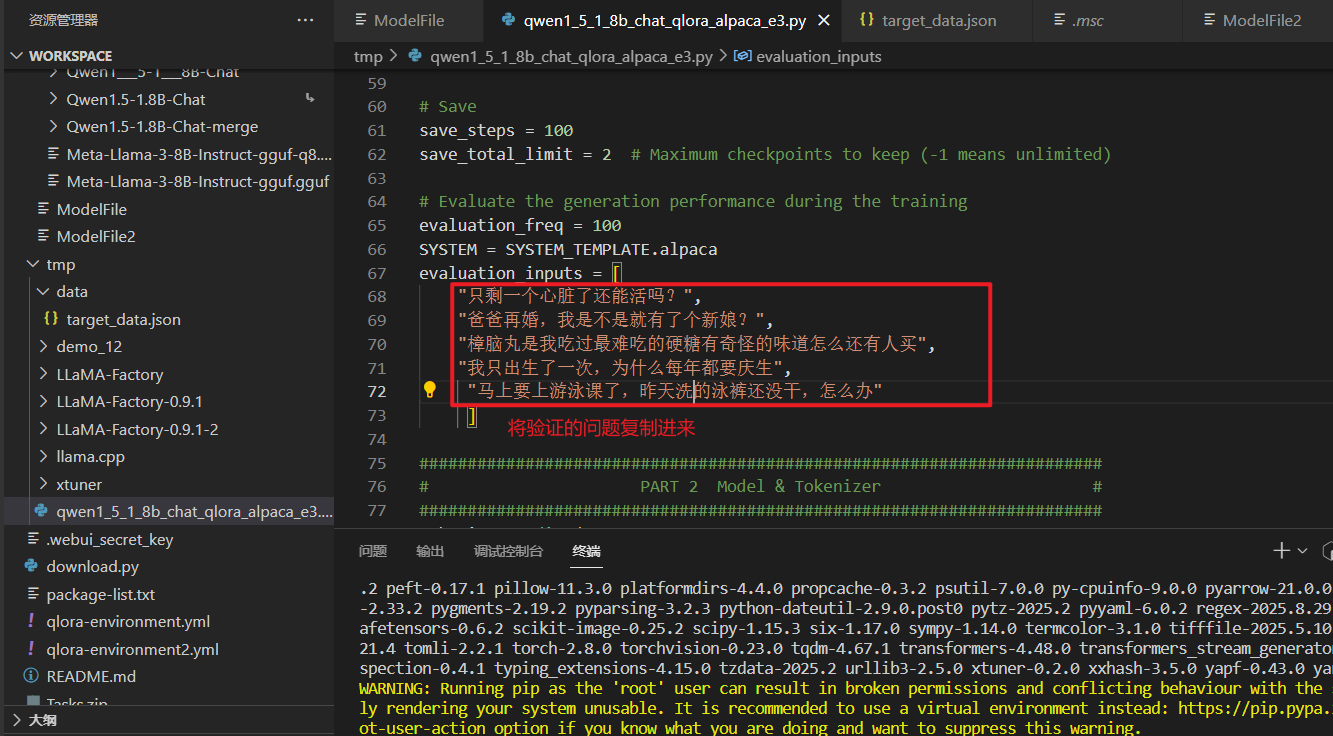 资源管理器
···
ModelFile
qwen1_5_1_8b_chat_qlora_alpaca_e3.py
target_data.json
.msc
ModelFile2
WORKSPACE
tmp > qwen1_5_1_8b_chat_qlora_alpaca_e3.py > evaluation_inputs
Qwen1___5-1___8B-Chat
Qwen1.5-1.8B-Chat
Qwen1.5-1.8B-Chat-merge
Meta-Llama-3-8B-Instruct-gguf-q8....
Meta-Llama-3-8B-Instruct-gguf.gguf
ModelFile
ModelFile2
tmp
data
target_data.json
demo_12
LLaMA-Factory
LLaMA-Factory-0.9.1
LLaMA-Factory-0.9.1-2
llama.cpp
xtuner
qwen1_5_1_8b_chat_qlora_alpaca_e3....
.webui_secret_key
download.py
package-list.txt
qlora-environment.yml
qlora-environment2.yml
README.md
Tasks.zip
大纲
59
60 # Save
61 save_steps = 100
62 save_total_limit = 2  # Maximum checkpoints to keep (-1 means unlimited)
63
64 # Evaluate the generation performance during the training
65 evaluation_freq = 100
66 SYSTEM = SYSTEM_TEMPLATE.alpaca
67 evaluation_inputs = [
68 "只剩一个心脏了还能活吗？",
69 "爸爸再婚，我是不是就有了个新娘？",
70 "樟脑丸是我吃过最难吃的硬糖有奇怪的味道怎么还有人买",
71 "我只出生了一次，为什么每年都要庆生",
72 "马上要上游泳课了，昨天洗的泳裤还没干，怎么办"
73 ]
将验证的问题复制进来
74
75 #######################################################################
76 #                      PART 2  Model & Tokenizer                      #
77 #######################################################################
问题 输出 调试控制台 终端
.2 peft-0.17.1 pillow-11.3.0 platformdirs-4.4.0 propcache-0.3.2 psutil-7.0.0 py-cpuinfo-9.0.0 pyarrow-21.0.0
-2.33.2 pygments-2.19.2 pyparsing-3.2.3 python-dateutil-2.9.0.post0 pytz-2025.2 pyyaml-6.0.2 regex-2025.8.29
afetensors-0.6.2 scikit-image-0.25.2 scipy-1.15.3 six-1.17.0 sympy-1.14.0 termcolor-3.1.0 tifffile-2025.5.10
21.4 tomli-2.2.1 torch-2.8.0 torchvision-0.23.0 tqdm-4.67.1 transformers-4.48.0 transformers_stream_generator
spection-0.4.1 typing_extensions-4.15.0 tzdata-2025.2 urllib3-2.5.0 xtuner-0.2.0 xxhash-3.5.0 yapf-0.43.0 yar
WARNING: Running pip as the 'root' user can result in broken permissions and conflicting behaviour with the
ly rendering your system unusable. It is recommended to use a virtual environment instead: https://pip.pypa.
ot-user-action option if you know what you are doing and want to suppress this warning.